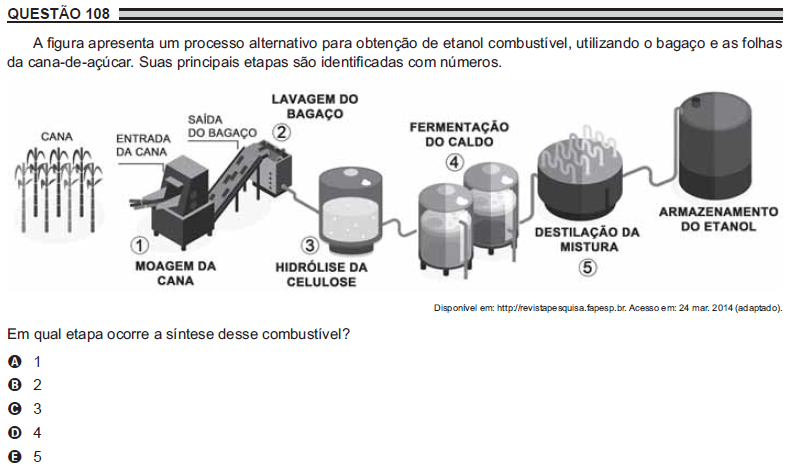 QUESTÃO 108
A figura apresenta um processo alternativo para obtenção de etanol combustível, utilizando o bagaço e as folhas
da cana-de-açúcar. Suas principais etapas são identificadas com números.
CANA
ENTRADA
DA CANA
SAÍDA
DO BAGAÇO
LAVAGEM DO
BAGAÇO
2
FERMENTAÇÃO
DO CALDO
4
1
MOAGEM DA
CANA
3
HIDRÓLISE DA
CELULOSE
DESTILAÇÃO DA
MISTURA
5
ARMAZENAMENTO
DO ETANOL
Disponível em: http://revistapesquisa.fapesp.br. Acesso em: 24 mar. 2014 (adaptado).
Em qual etapa ocorre a síntese desse combustível?
A 1
B 2
C 3
D 4
E 5